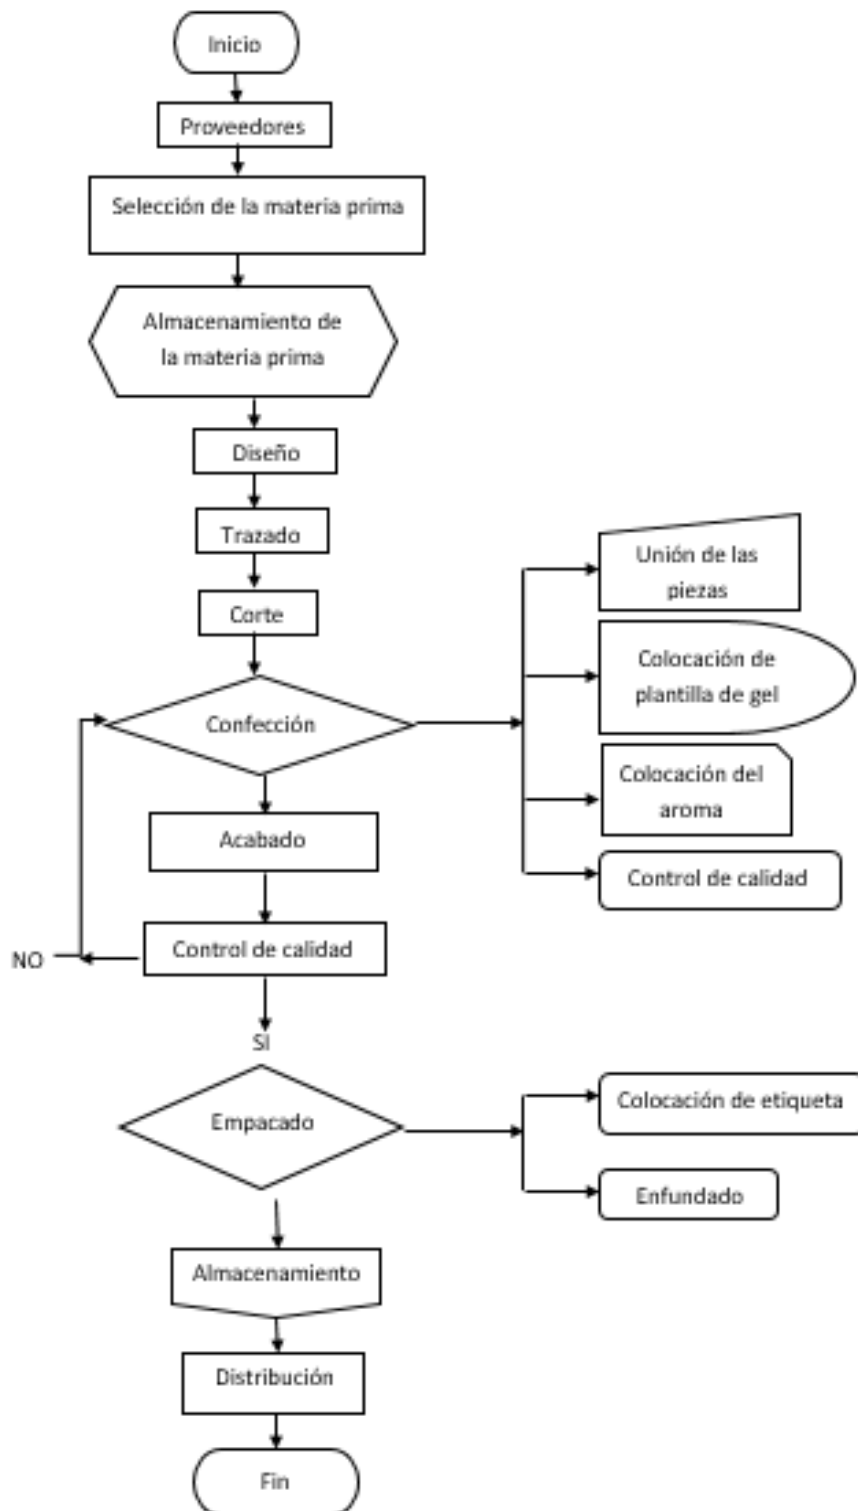 Inicio
Proveedores
Selección de la materia prima
Almacenamiento de
la materia prima
Diseño
Trazado
Corte
Confección
Unión de las
piezas
Colocación de
plantilla de gel
Colocación del
aroma
Control de calidad
Acabado
Control de calidad
NO
SI
Empacado
Colocación de etiqueta
Enfundado
Almacenamiento
Distribución
Fin